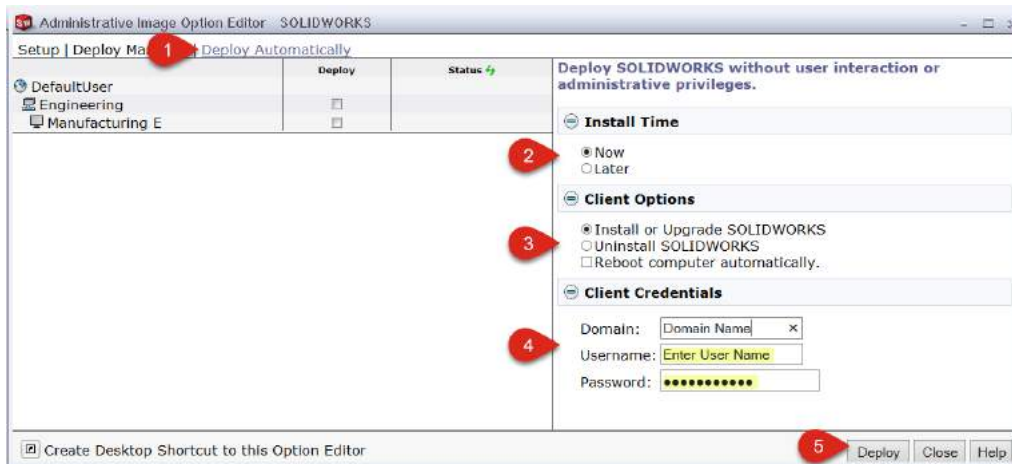 Administrative Image Option Editor SOLIDWORKS
Setup | Deploy Ma 1 | Deploy Automatically
Deploy Status
DefaultUser
Engineering
Manufacturing E
Deploy SOLIDWORKS without user interaction or
administrative privileges.
Install Time
2 Now
Later
Client Options
Install or Upgrade SOLIDWORKS
3 Uninstall SOLIDWORKS
Reboot computer automatically.
Client Credentials
Domain: Domain Name
4 Username: Enter User Name
Password: ●●●●●●●●●●●
Create Desktop Shortcut to this Option Editor
5 Deploy Close Help